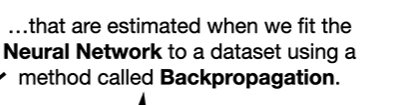 …that are estimated when we fit the
Neural Network to a dataset using a
method called Backpropagation.